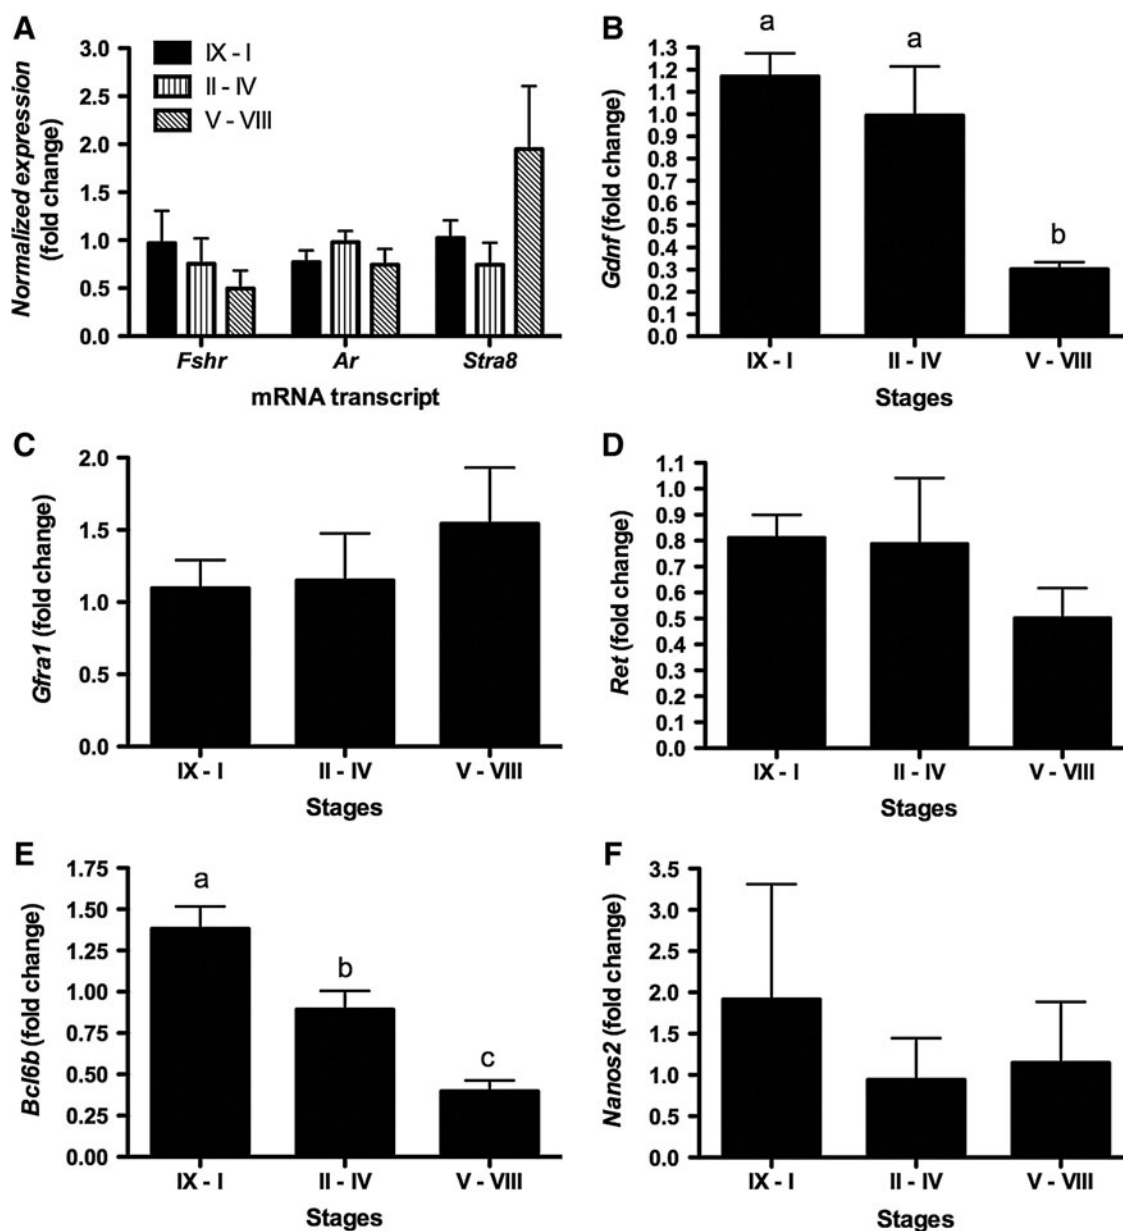 A
Normalized expression
(fold change)
3.0
2.5
2.0
1.5
1.0
0.5
0.0
IX - I
II - IV
V - VIII
Fshr
Ar
Stra8
mRNA transcript
B
Gdnf (fold change)
1.3
1.2
1.1
1.0
0.9
0.8
0.7
0.6
0.5
0.4
0.3
0.2
0.1
0.0
a
a
b
IX - I
II - IV
V - VIII
Stages
C
Gfra1 (fold change)
2.0
1.5
1.0
0.5
0.0
IX - I
II - IV
V - VIII
Stages
D
Ret (fold change)
1.1
1.0
0.9
0.8
0.7
0.6
0.5
0.4
0.3
0.2
0.1
0.0
IX - I
II - IV
V - VIII
Stages
E
Bcl6b (fold change)
1.75
1.50
1.25
1.00
0.75
0.50
0.25
0.00
a
b
c
IX - I
II - IV
V - VIII
Stages
F
Nanos2 (fold change)
3.5
3.0
2.5
2.0
1.5
1.0
0.5
0.0
IX - I
II - IV
V - VIII
Stages